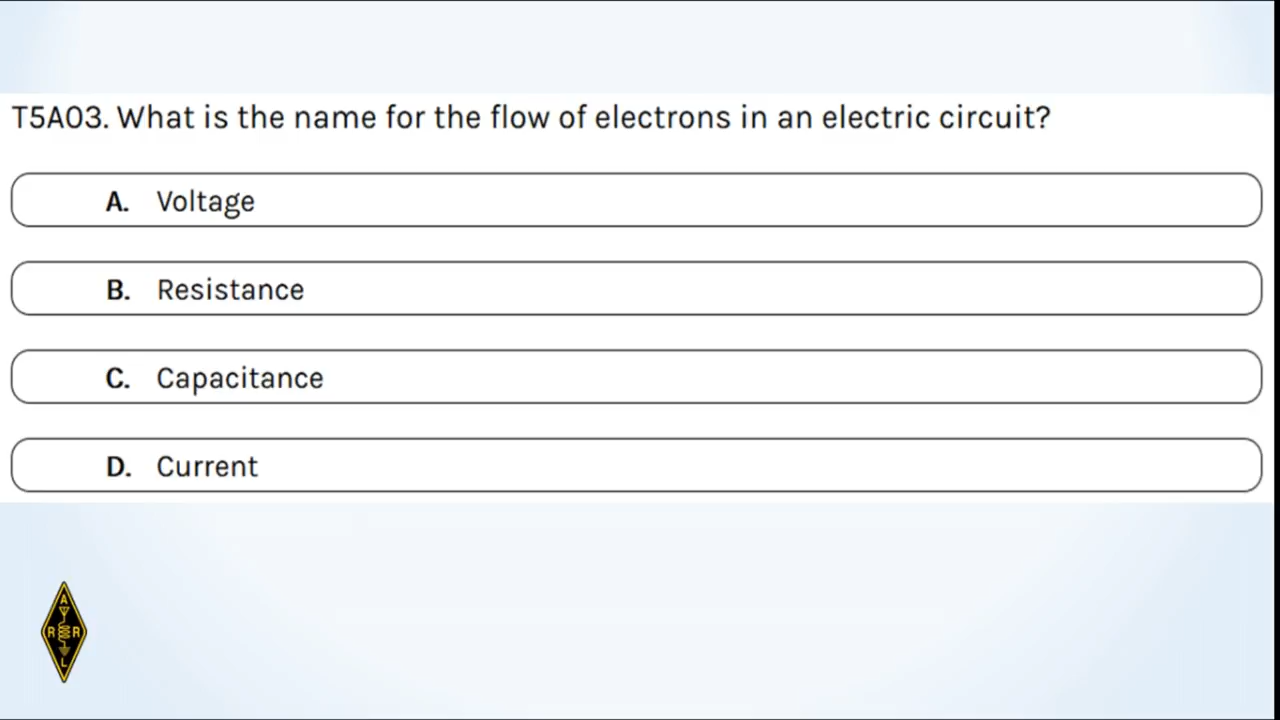 T5A03. What is the name for the flow of electrons in an electric circuit?
A. Voltage
B. Resistance
C. Capacitance
D. Current
A
R R
L